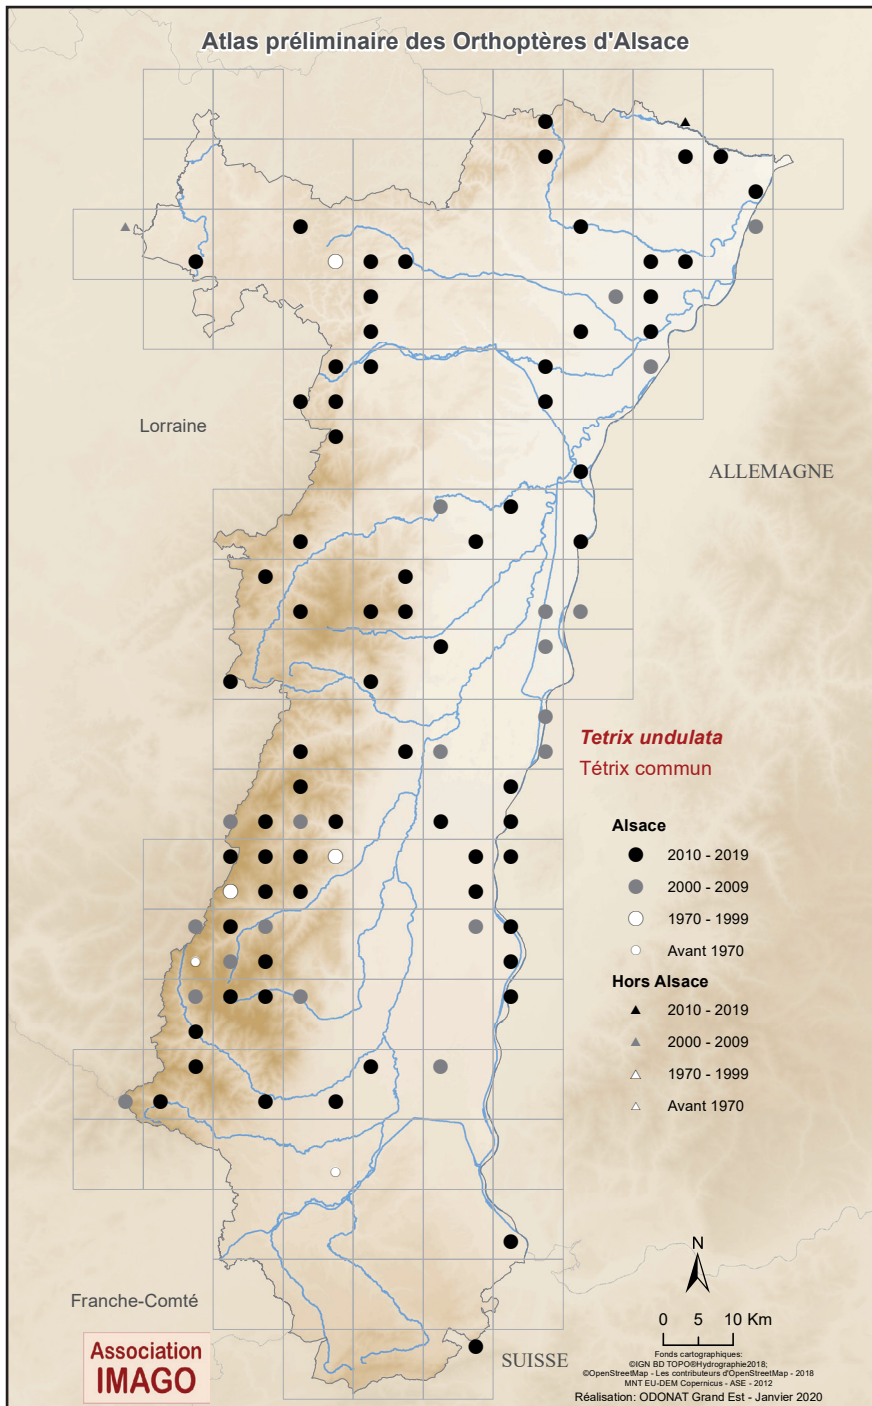 Atlas préliminaire des Orthoptères d'Alsace
Lorraine
ALLEMAGNE
Tetrix undulata
Tétrix commun
Alsace
2010 - 2019
2000 - 2009
1970 - 1999
Avant 1970
Hors Alsace
2010 - 2019
2000 - 2009
1970 - 1999
Avant 1970
N
0 5 10 Km
Franche-Comté
SUISSE
Association
IMAGO
Fonds cartographiques:
©IGN BD TOPO®Hydrographie2018;
©OpenStreetMap - Les contributeurs d'OpenStreetMap - 2018
MNT EU-DEM Copernicus - ASE - 2012
Réalisation: ODONAT Grand Est - Janvier 2020